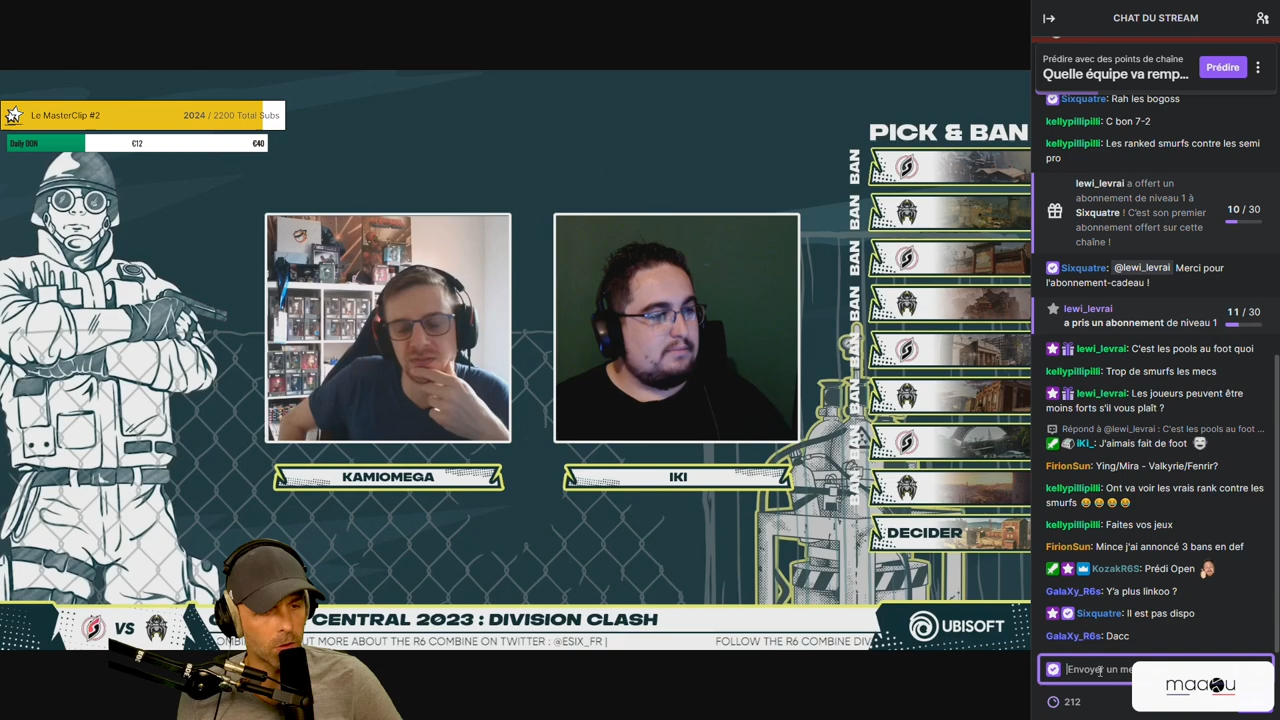 Le MasterClip #2
2024 / 2200 Total Subs
Daily DON
€12
€40
PICK & BAN
BAN
BAN
BAN
BAN
BAN
BAN
BAN
BAN
DECIDER
KAMIOMEGA
IKI
VS
CENTRAL 2023 : DIVISION CLASH
UT MORE ABOUT THE R6 COMBINE ON TWITTER : @ESIX_FR |
FOLLOW THE R6 COMBINE DIV
UBISOFT
CHAT DU STREAM
Prédire avec des points de chaîne
Quelle équipe va remp...
Prédire
Sixquatre: Rah les bogoss
kellypillipilli: C bon 7-2
kellypillipilli: Les ranked smurfs contre les semi
pro
lewi_levrai a offert un
abonnement de niveau 1 à
Sixquatre ! C'est son premier
abonnement offert sur cette
chaîne !
10 / 30
Sixquatre: @lewi_levrai Merci pour
l'abonnement-cadeau !
lewi_levrai
a pris un abonnement de niveau 1
11 / 30
lewi_levrai: C'est les pools au foot quoi
kellypillipilli: Trop de smurfs les mecs
lewi_levrai: Les joueurs peuvent être
moins forts s'il vous plaît ?
Répond à @lewi_levrai : C'est les pools au foot ...
iKi_: J'aimais fait de foot
FirionSun: Ying/Mira - Valkyrie/Fenrir?
kellypillipilli: Ont va voir les vrais rank contre les
smurfs
kellypillipilli: Faites vos jeux
FirionSun: Mince j'ai annoncé 3 bans en def
KozakR6S: Prédi Open
GalaXy_R6s: Y'a plus linkoo ?
Sixquatre: Il est pas dispo
GalaXy_R6s: Dacc
Envoyer un me
212
maaou